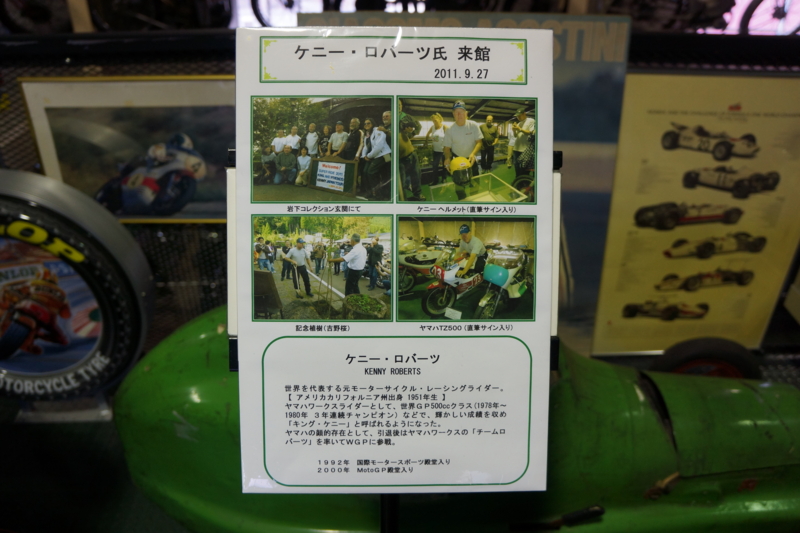 GIACOMO AGOSTINI
ケニー・ロバーツ氏 来館
2011.9.27
岩下コレクション玄関にて
ケニーヘルメット(直筆サイン入り)
記念植樹(吉野桜)
ヤマハTZ500 (直筆サイン入り)
ケニー・ロバーツ
KENNY ROBERTS
世界を代表する元モーターサイクル・レーシングライダー。
【 アメリカカリフォルニア州出身 1951年生 】
ヤマハワークスライダーとして、世界GP500ccクラス(1978年~
1980年 3年連続チャンピオン) などで、輝かしい成績を収め
「キング・ケニー」と呼ばれるようになった。
ヤマハの顔的存在として、引退後はヤマハワークスの「チームロ
バーツ」を率いてWGPに参戦。
1992年 国際モータースポーツ殿堂入り
2000年 MotoGP殿堂入り
DUNLOP
MOTORCYCLE TYRE